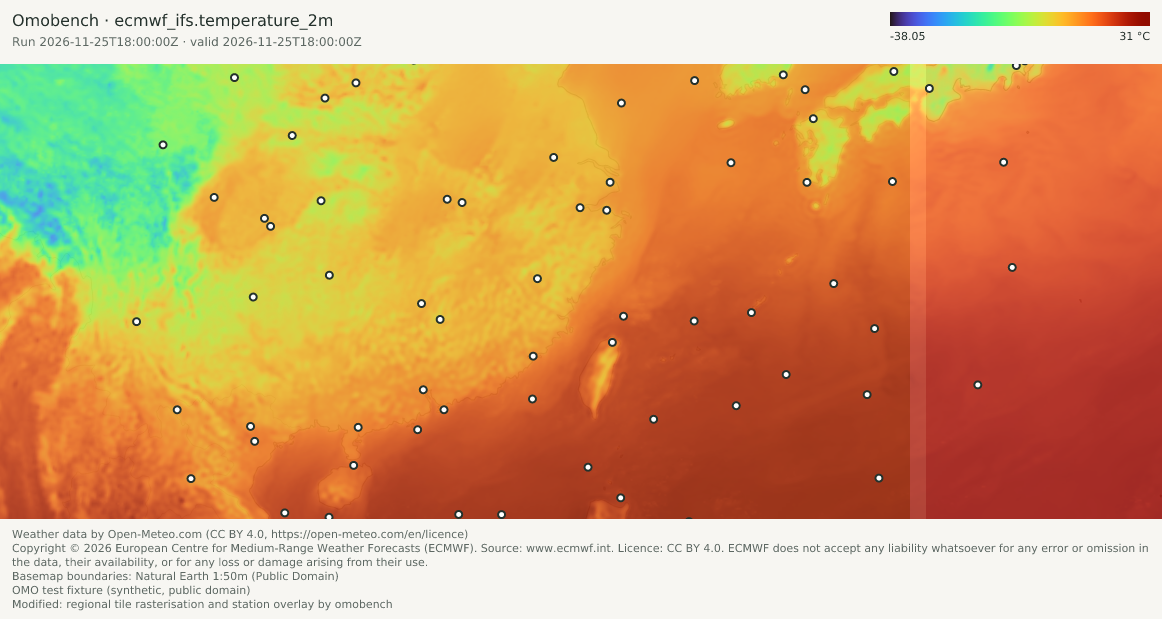 Omobench · ecmwf_ifs.temperature_2m
Run 2026-11-25T18:00:00Z · valid 2026-11-25T18:00:00Z
-38.05
31 °C
Weather data by Open-Meteo.com (CC BY 4.0, https://open-meteo.com/en/licence)
Copyright © 2026 European Centre for Medium-Range Weather Forecasts (ECMWF). Source: www.ecmwf.int. Licence: CC BY 4.0. ECMWF does not accept any liability whatsoever for any error or omission in
the data, their availability, or for any loss or damage arising from their use.
Basemap boundaries: Natural Earth 1:50m (Public Domain)
OMO test fixture (synthetic, public domain)
Modified: regional tile rasterisation and station overlay by omobench